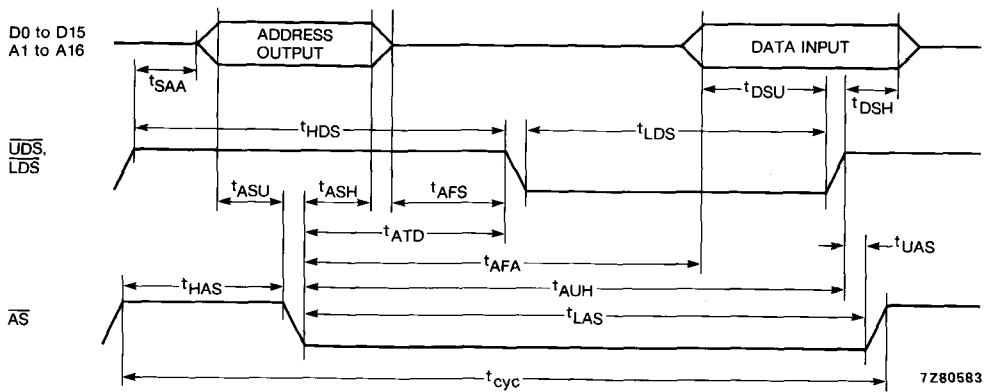 D0 to D15
A1 to A16
ADDRESS
OUTPUT
DATA INPUT
tSAA
tDSU
tDSH
tHDS
tLDS
UDS,
LDS
tASU
tASH
tAFS
tATD
tUAS
tAFA
tHAS
tAUH
tLAS
AS
tcyc
7Z80583